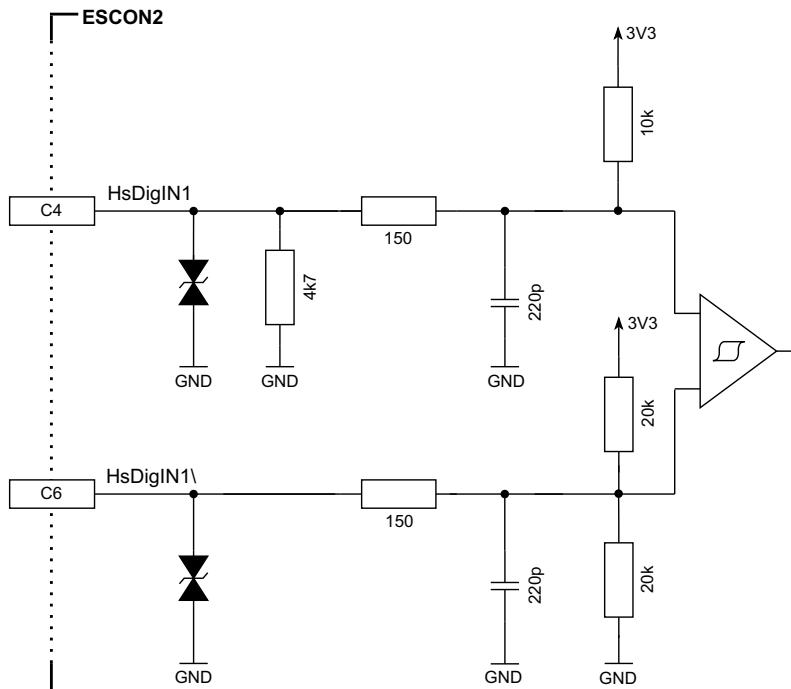 ESCON2
3V3
10k
HsDigIN1
C4
150
4k7
220p
3V3
GND
GND
GND
20k
HsDigIN1\
C6
150
220p
20k
GND
GND
GND